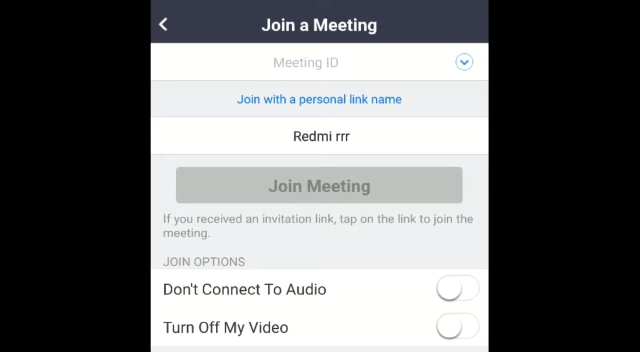 Join a Meeting
Meeting ID
Join with a personal link name
Redmi rrr
Join Meeting
If you received an invitation link, tap on the link to join the
meeting.
JOIN OPTIONS
Don't Connect To Audio
Turn Off My Video